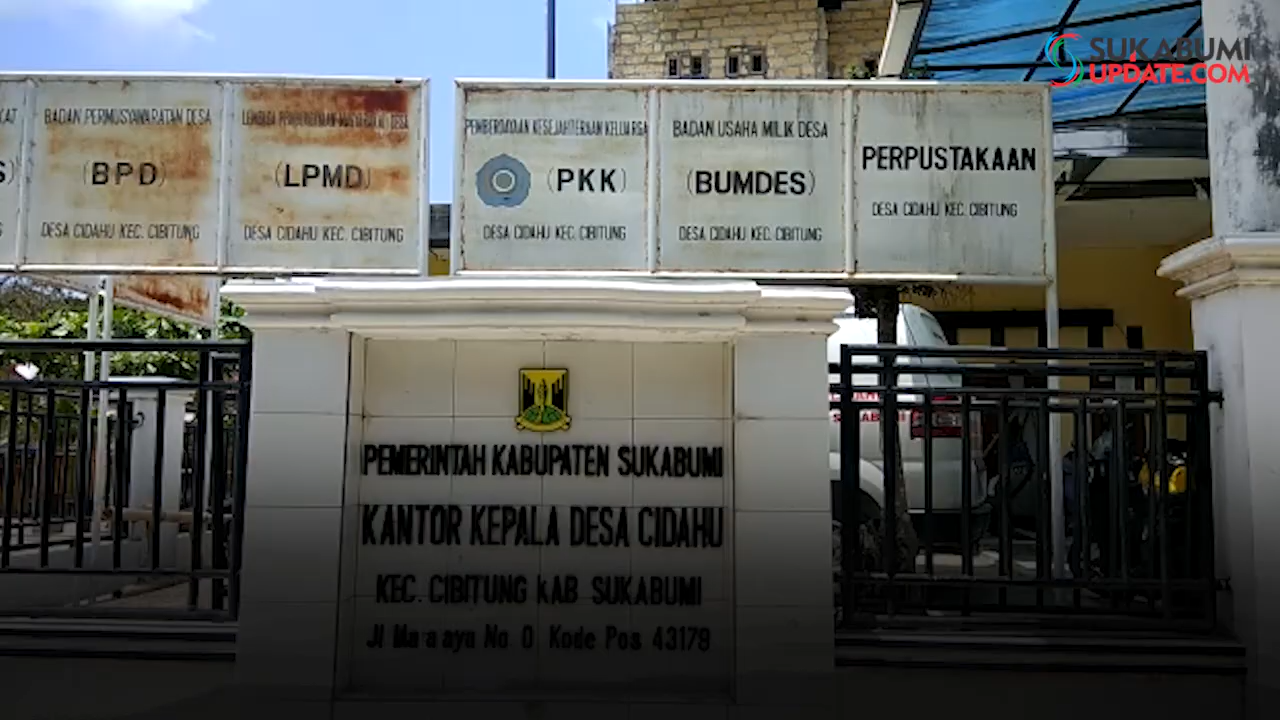 SUKABUMI
UPDATE.COM
BADAN PERMUSYAWARATAN DESA
(BPD)
DESA CIDAHU KEC. CIBITUNG
(LPMD)
DESA CIDAHU KEC. CIBITUNG
PEMBERDAYAAN KESEJAHTERAAN KELUARGA
(PKK)
DESA CIDAHU KEC. CIBITUNG
BADAN USAHA MILIK DESA
(BUMDES)
DESA CIDAHU KEC. CIBITUNG
PERPUSTAKAAN
DESA CIDAHU KEC. CIBITUNG
PEMERINTAH KABUPATEN SUKABUMI
KANTOR KEPALA DESA CIDAHU
KEC. CIBITUNG KAB SUKABUMI
Jl No 0 Kode Pos 43179